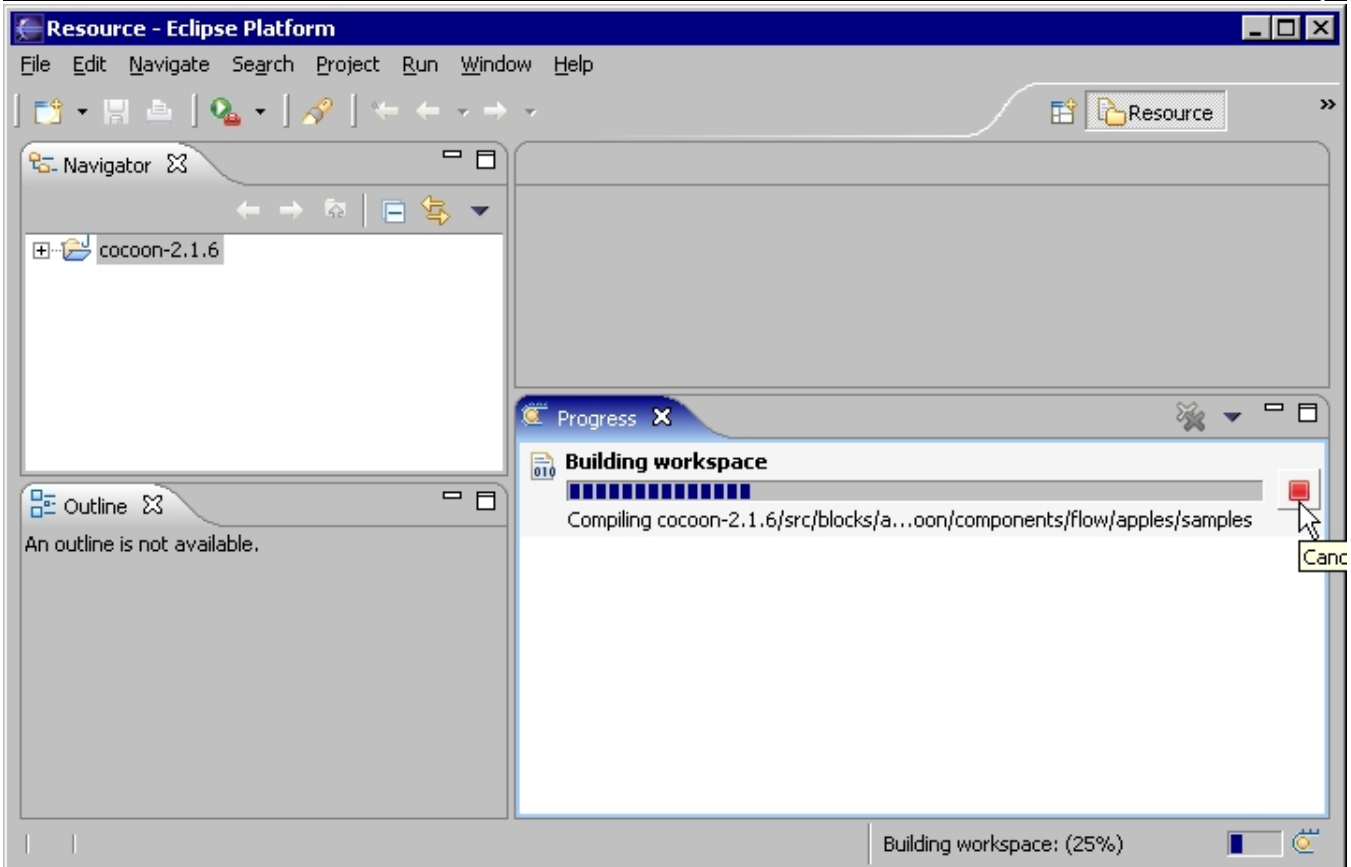 Resource - Eclipse Platform
File Edit Navigate Search Project Run Window Help
Resource
Navigator
cocoon-2.1.6
Progress
010
Building workspace
Compiling cocoon-2.1.6/src/blocks/a...oon/components/flow/apples/samples
Canc
Outline
An outline is not available.
Building workspace: (25%)